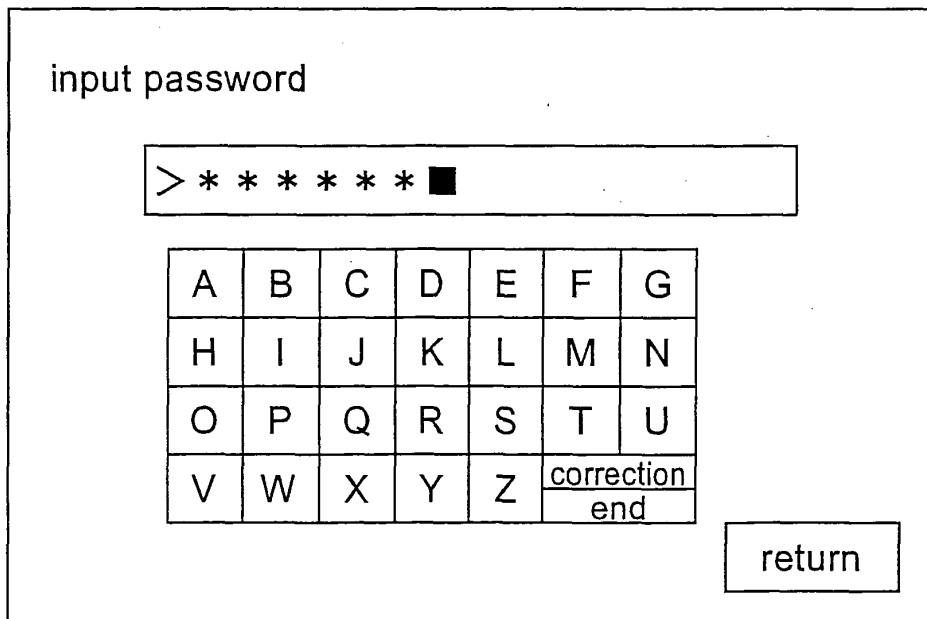 input password
>******■
A B C D E F G
H I J K L M N
O P Q R S T U
V W X Y Z correction
end
return